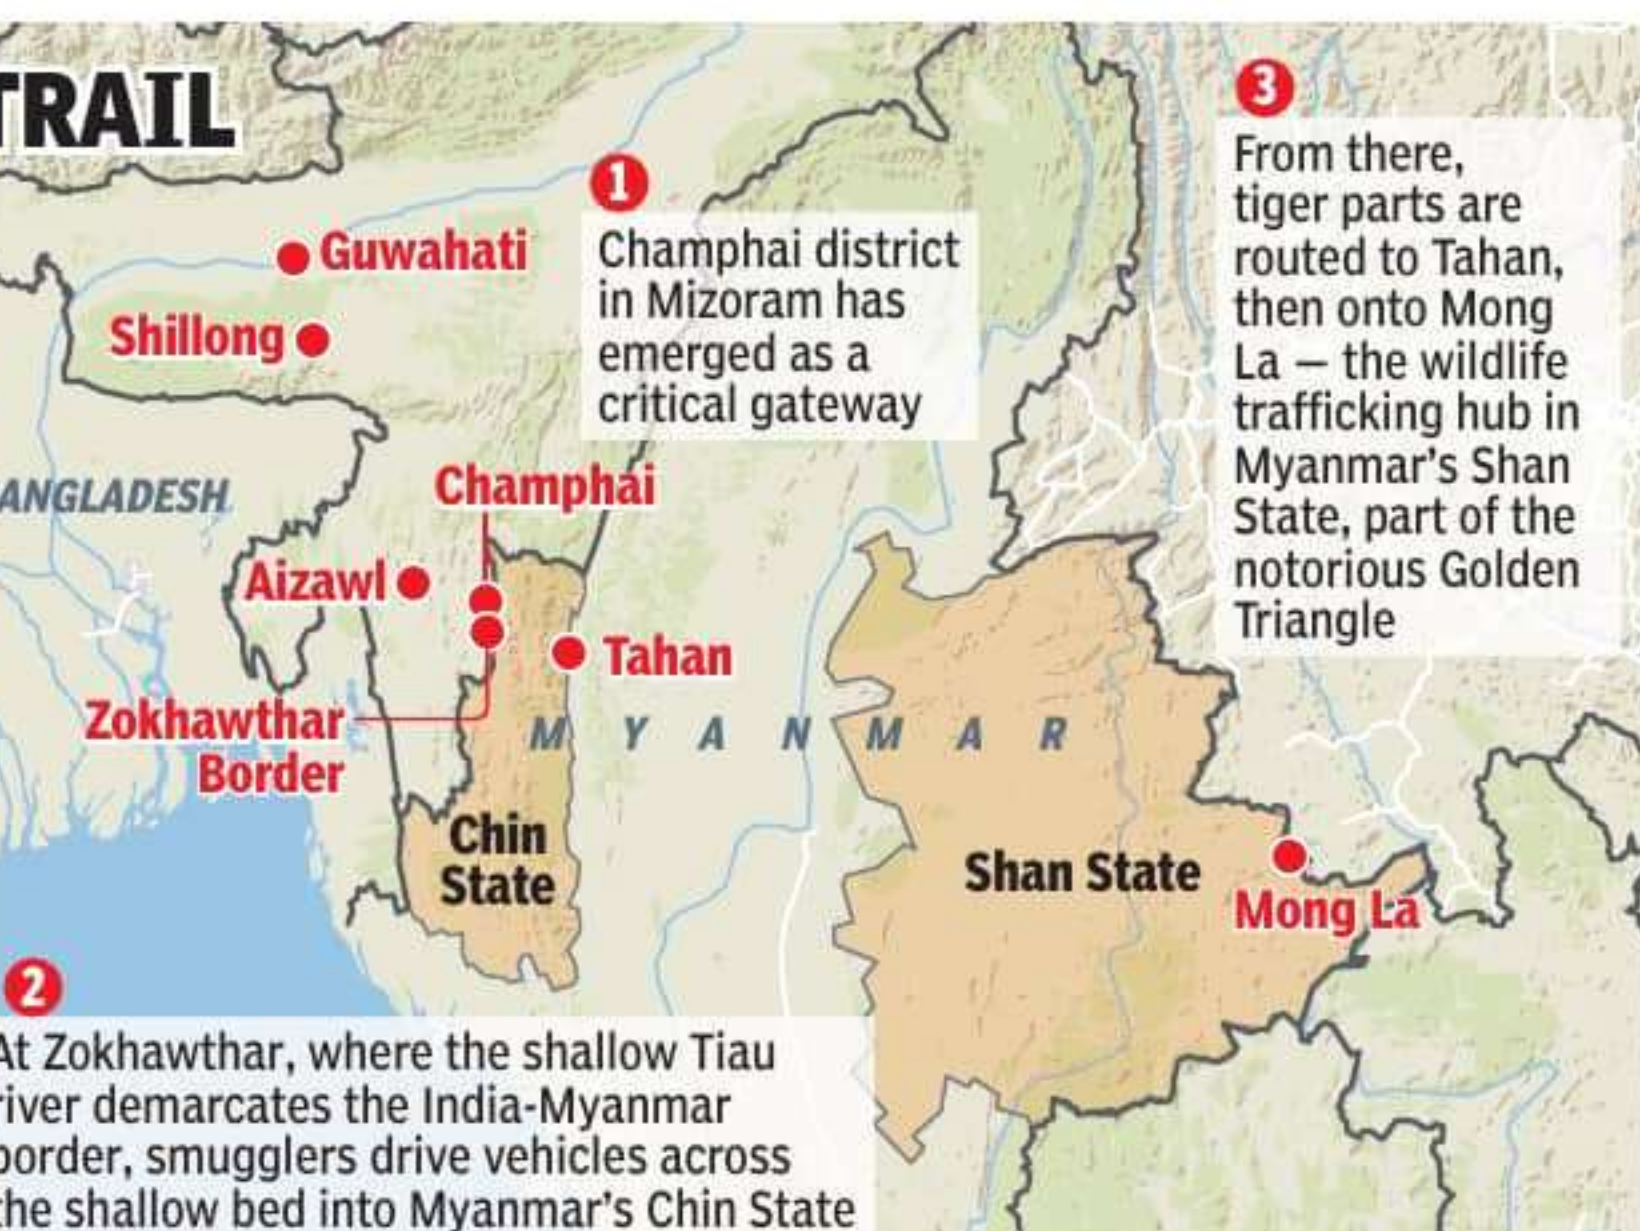 TRAIL
1
Champhai district
in Mizoram has
emerged as a
critical gateway
3
From there,
tiger parts are
routed to Tahan,
then onto Mong
La — the wildlife
trafficking hub in
Myanmar's Shan
State, part of the
notorious Golden
Triangle
Guwahati
Shillong
ANGLADESH
Champhai
Aizawl
Tahan
Zokhawthar
Border
MYANMAR
Chin
State
Shan State
Mong La
2
At Zokhawthar, where the shallow Tiau
river demarcates the India-Myanmar
border, smugglers drive vehicles across
the shallow bed into Myanmar's Chin State